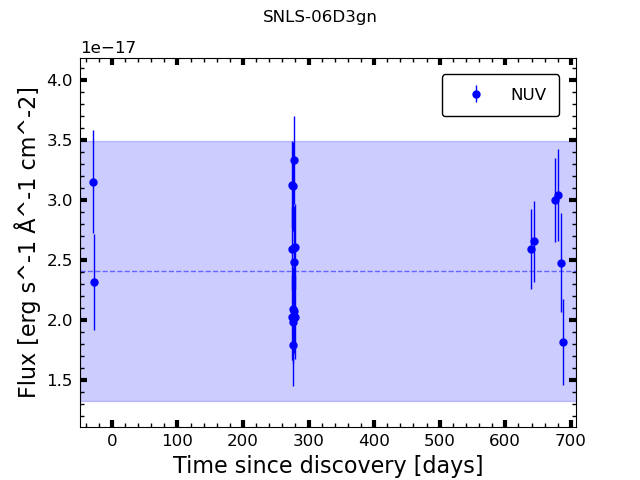 SNLS-06D3gn
1e−17
Flux [erg s^-1 Å^-1 cm^-2]
4.0
3.5
3.0
2.5
2.0
1.5
NUV
0 100 200 300 400 500 600 700
Time since discovery [days]